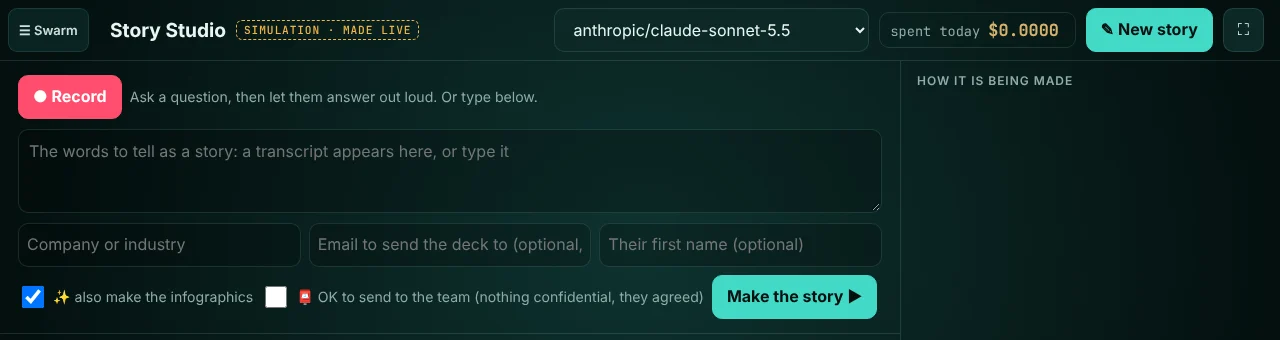 ☰ Swarm
Story Studio
SIMULATION · MADE LIVE
anthropic/claude-sonnet-5.5
spent today $0.0000
✎ New story
HOW IT IS BEING MADE
Record
Ask a question, then let them answer out loud. Or type below.
The words to tell as a story: a transcript appears here, or type it
Company or industry
Email to send the deck to (optional,
Their first name (optional)
✨ also make the infographics
📮 OK to send to the team (nothing confidential, they agreed)
Make the story ▶